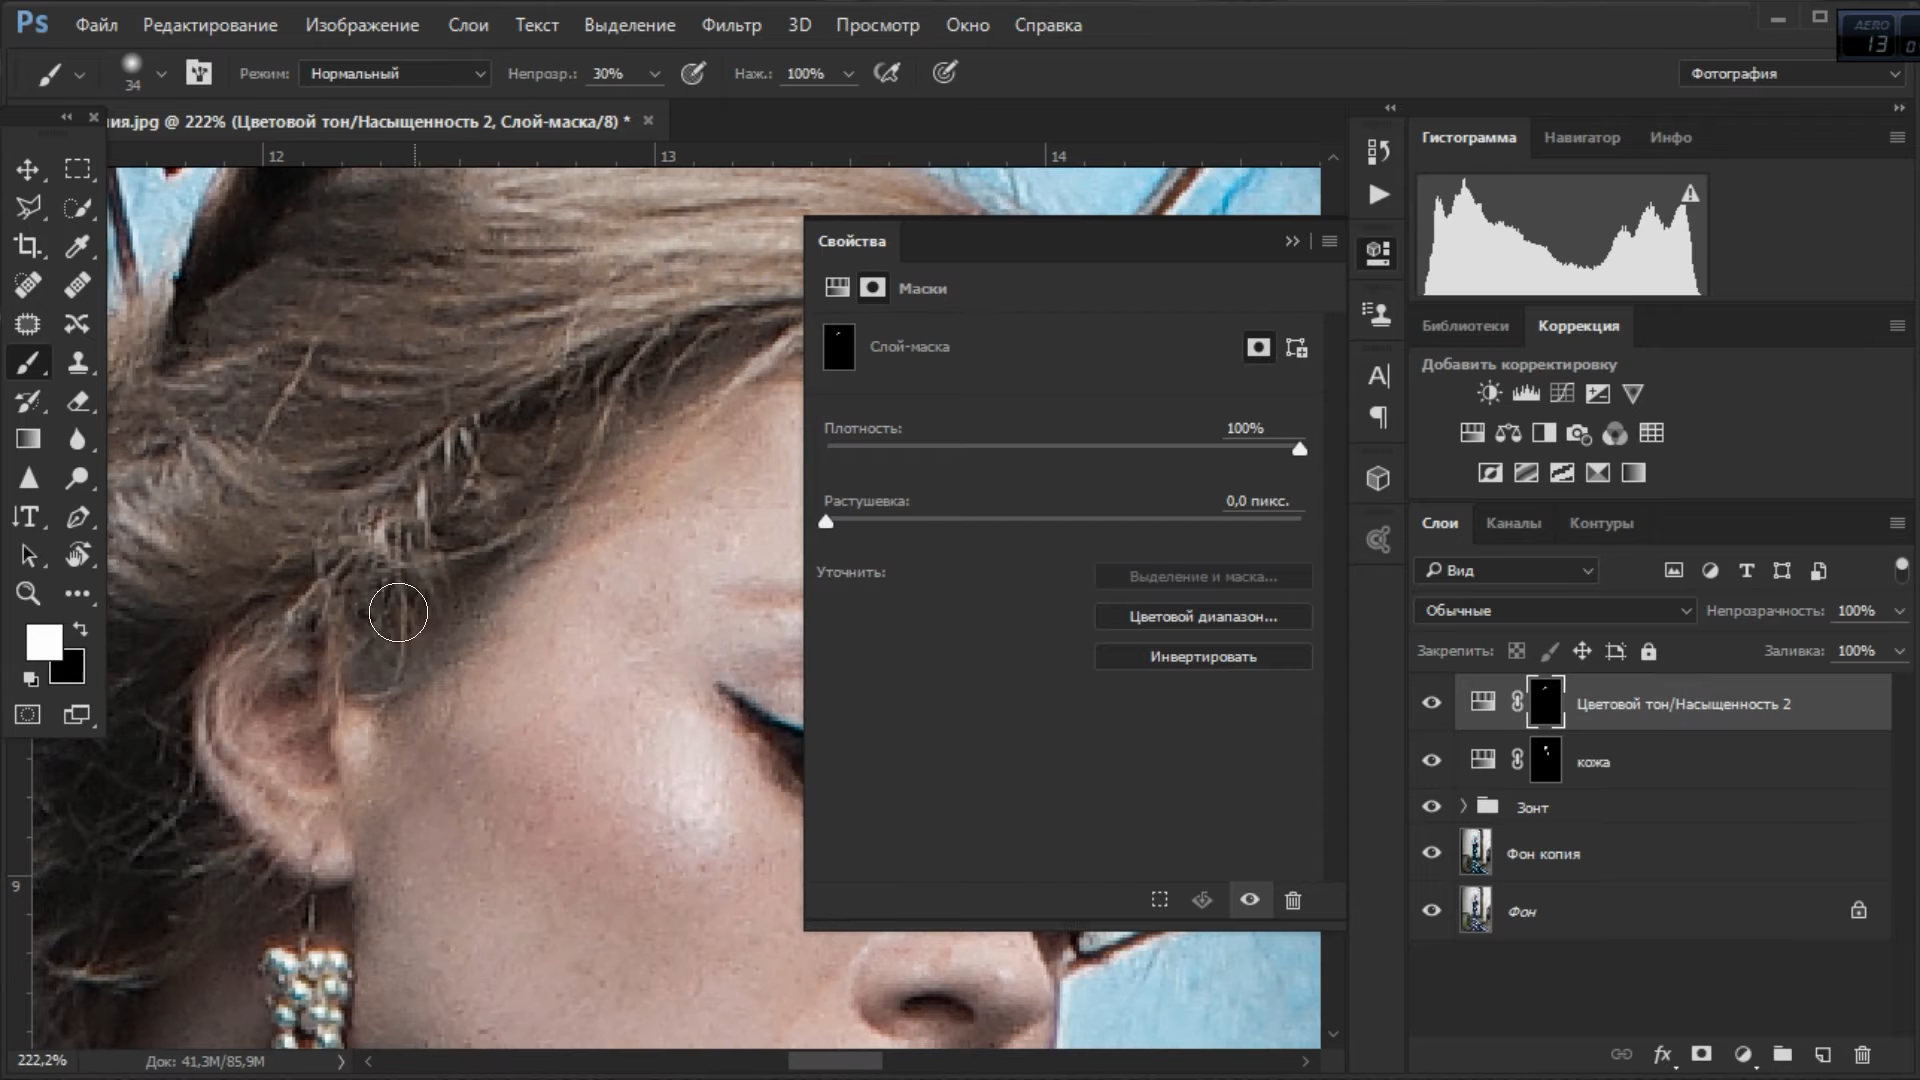 Ps Файл Редактирование Изображение Слои Текст Выделение Фильтр 3D Просмотр Окно Справка
AERO
13 0
34 Режим: Нормальный Непрозр.: 30% Наж.: 100% Фотография
ия.jpg @ 222% (Цветовой тон/Насыщенность 2, Слой-маска/8) *
12 13 14
Гистограмма Навигатор Инфо
Свойства
Маски
Слой-маска
Плотность: 100%
Растушевка: 0,0 пикс.
Уточнить: Выделение и маска...
Цветовой диапазон...
Инвертировать
Библиотеки Коррекция
Добавить корректировку
Слои Каналы Контуры
Вид
Обычные Непрозрачность: 100%
Закрепить: Заливка: 100%
Цветовой тон/Насыщенность 2
кожа
Зонт
Фон копия
Фон
9
222,2% Док: 41,3M/85,9M
fx